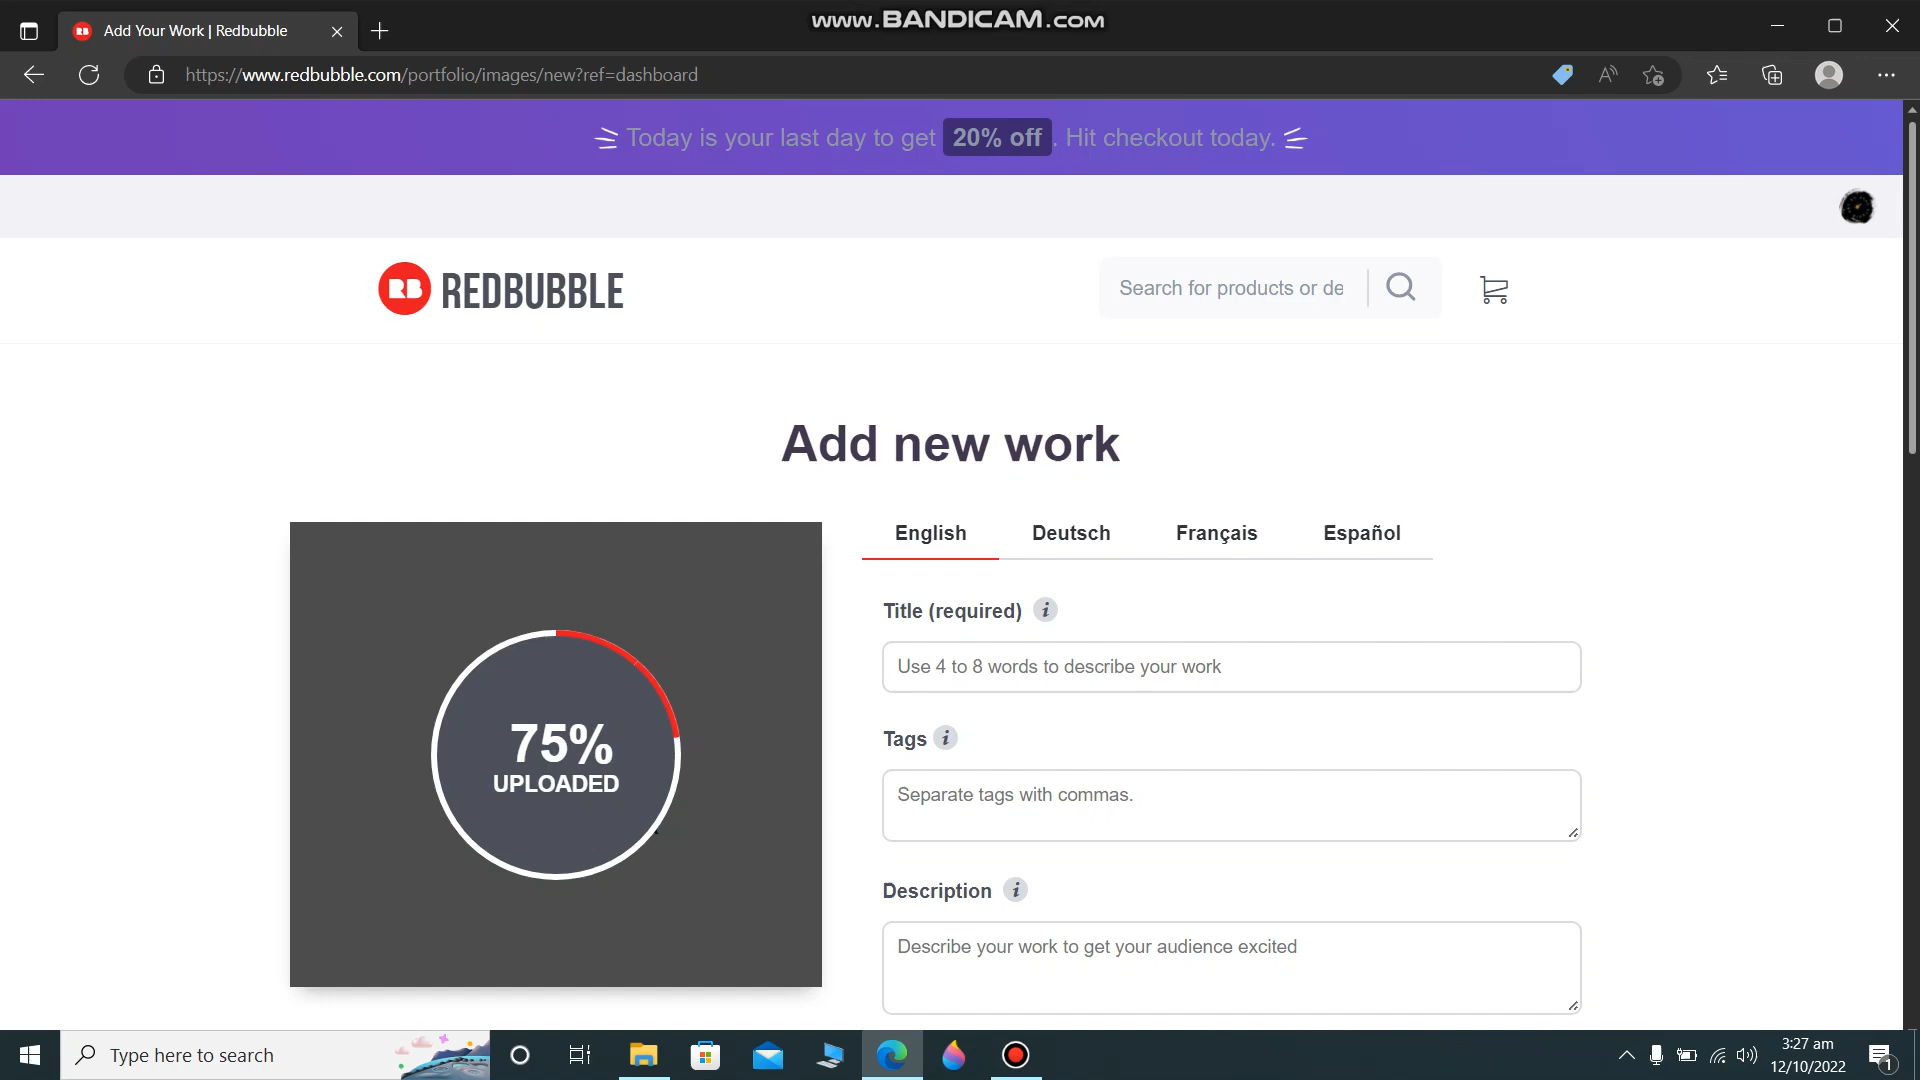 www.BANDICAM.com
Add Your Work | Redbubble
https://www.redbubble.com/portfolio/images/new?ref=dashboard
Today is your last day to get 20% off. Hit checkout today.
RB REDBUBBLE
Search for products or de
Add new work
English Deutsch Français Español
Title (required) i
Use 4 to 8 words to describe your work
Tags i
Separate tags with commas.
75%
UPLOADED
Description i
Describe your work to get your audience excited
Type here to search
3:27 am
12/10/2022
1